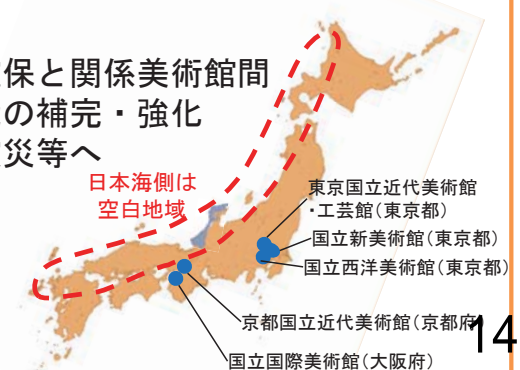 保と関係美術館間
の補完・強化
災等へ
日本海側は
空白地域
東京国立近代美術館
・工芸館(東京都)
国立新美術館(東京都)
国立西洋美術館(東京都)
京都国立近代美術館(京都府
14
国立国際美術館(大阪府)